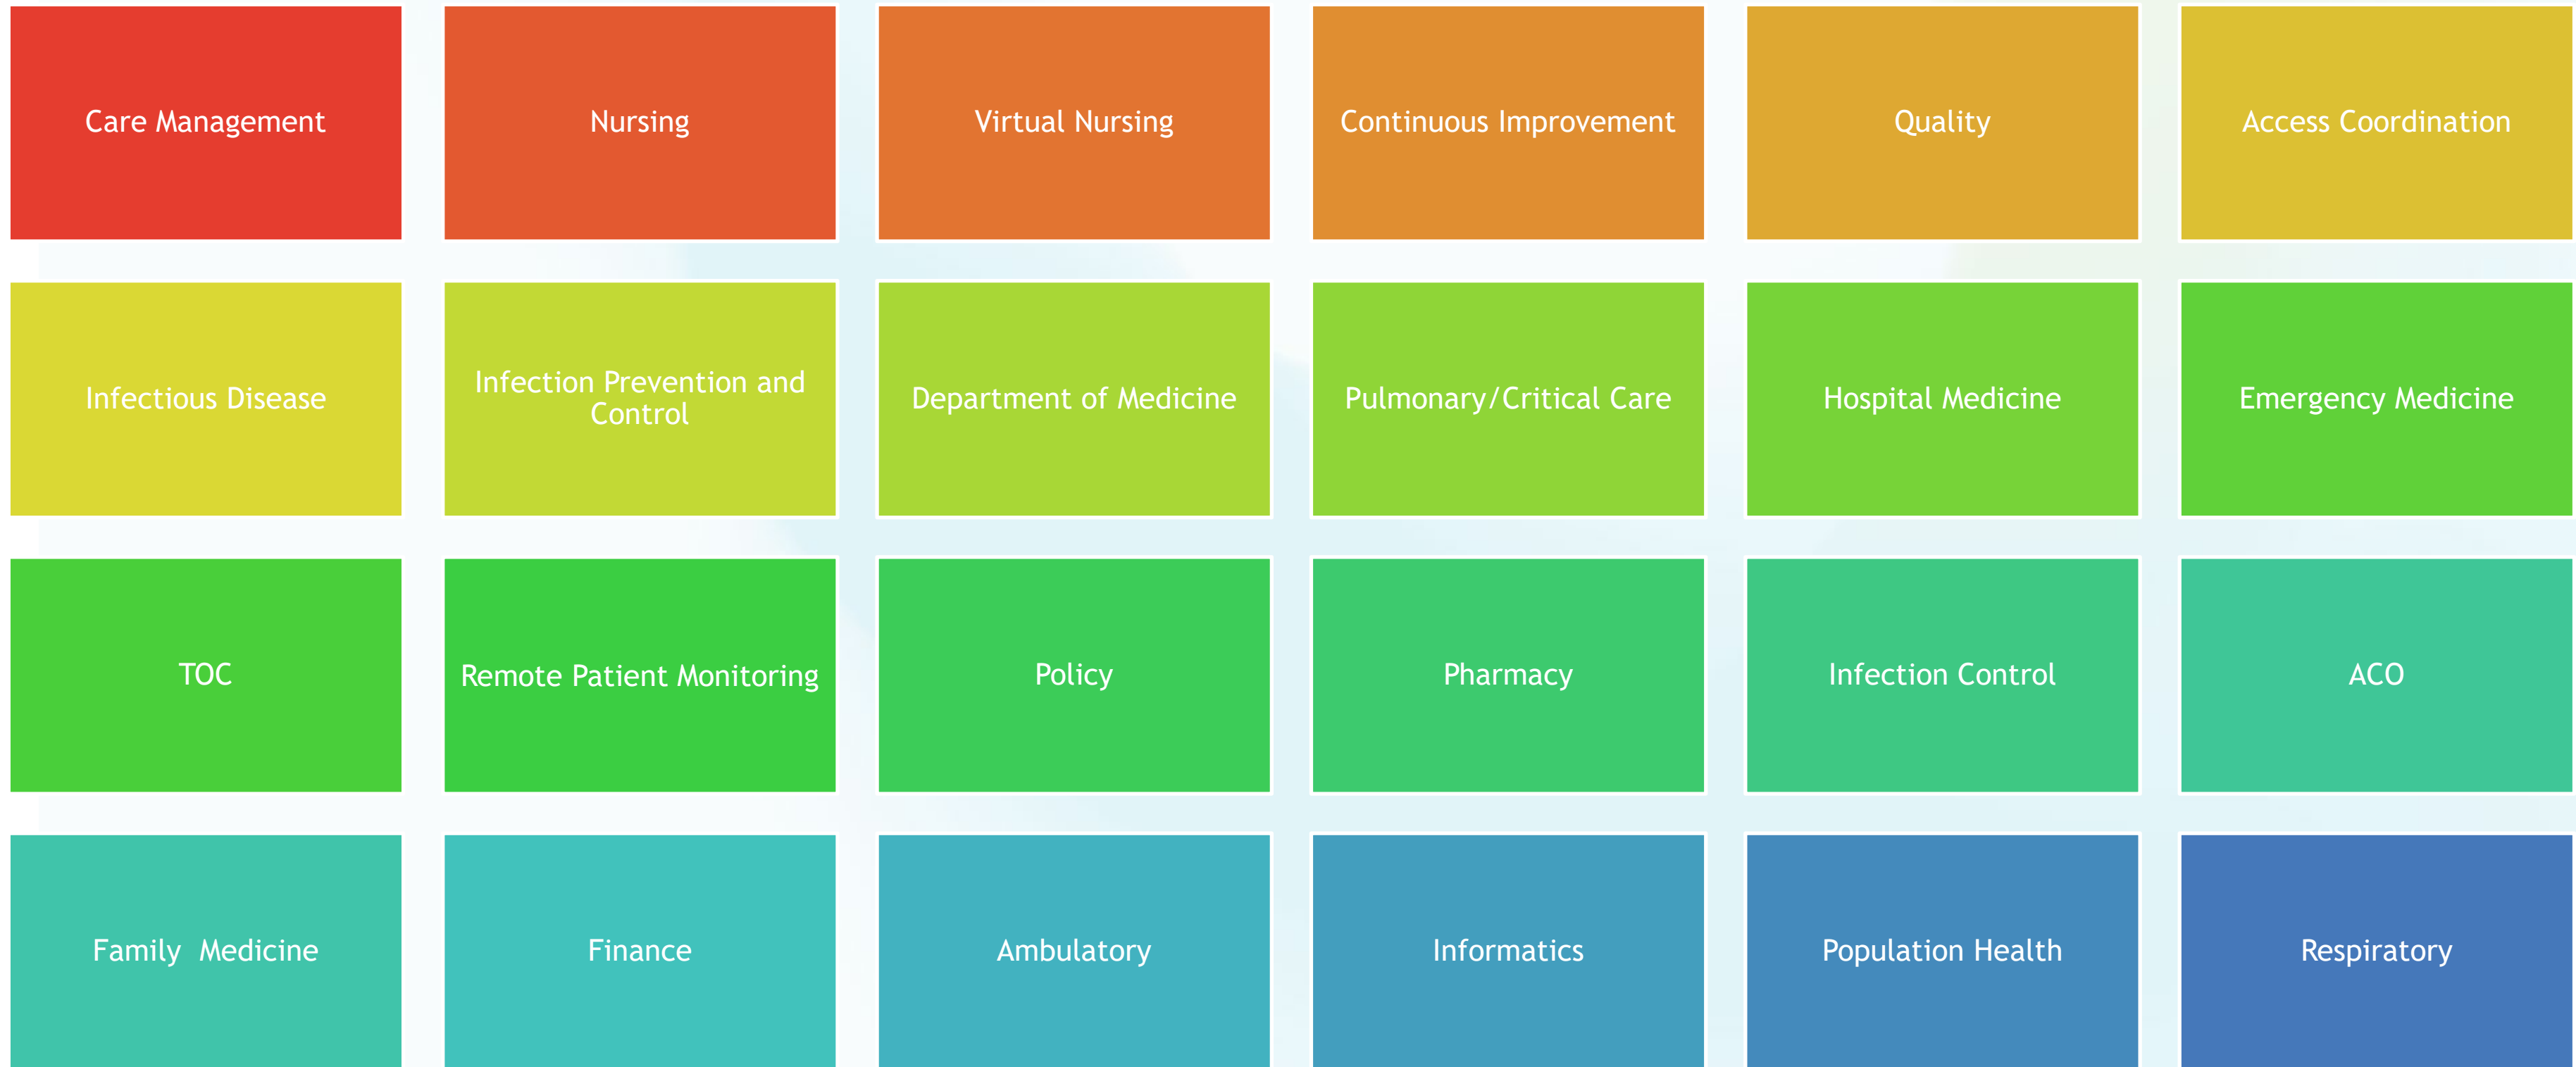 Care Management
Nursing
Virtual Nursing
Continuous Improvement
Quality
Access Coordination
Infectious Disease
Infection Prevention and
Control
Department of Medicine
Pulmonary/Critical Care
Hospital Medicine
Emergency Medicine
TOC
Remote Patient Monitoring
Policy
Pharmacy
Infection Control
ACO
Family  Medicine
Finance
Ambulatory
Informatics
Population Health
Respiratory